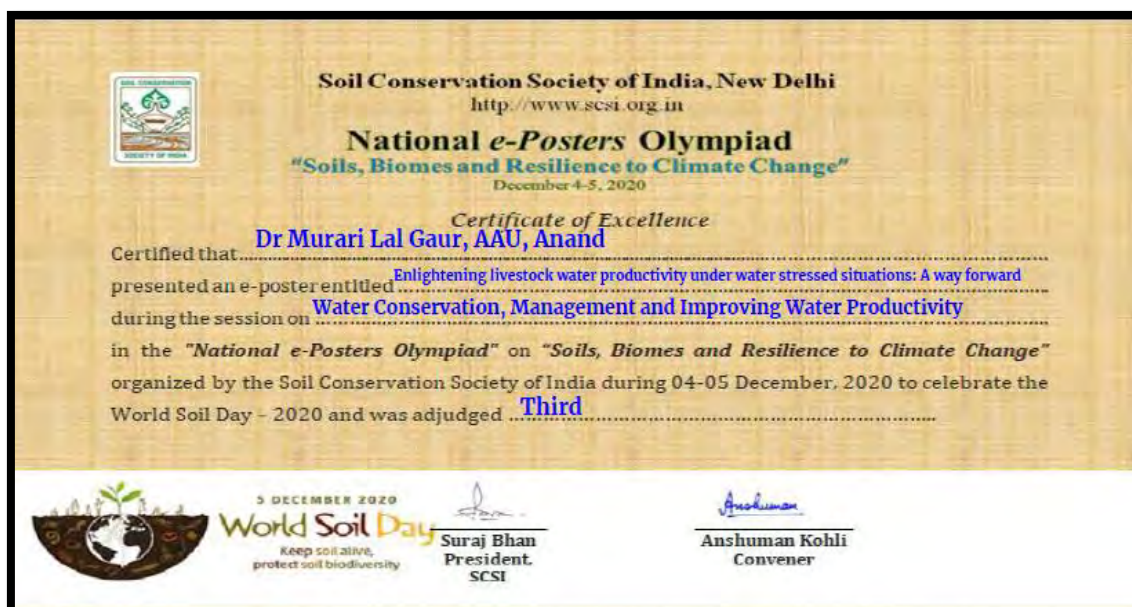 SOIL CONSERVATION
SOCIETY OF INDIA
Soil Conservation Society of India, New Delhi
http://www.scsi.org.in
National e-Posters Olympiad
"Soils, Biomes and Resilience to Climate Change"
December 4-5, 2020
Certificate of Excellence
Certified that Dr Murari Lal Gaur, AAU, Anand
presented an e-poster entitled Enlightening livestock water productivity under water stressed situations: A way forward
during the session on Water Conservation, Management and Improving Water Productivity
in the "National e-Posters Olympiad" on "Soils, Biomes and Resilience to Climate Change"
organized by the Soil Conservation Society of India during 04-05 December, 2020 to celebrate the
World Soil Day – 2020 and was adjudged Third
5 DECEMBER 2020
World Soil Day
Keep soil alive,
protect soil biodiversity
Suraj Bhan
President,
SCSI
Anshuman
Anshuman Kohli
Convener